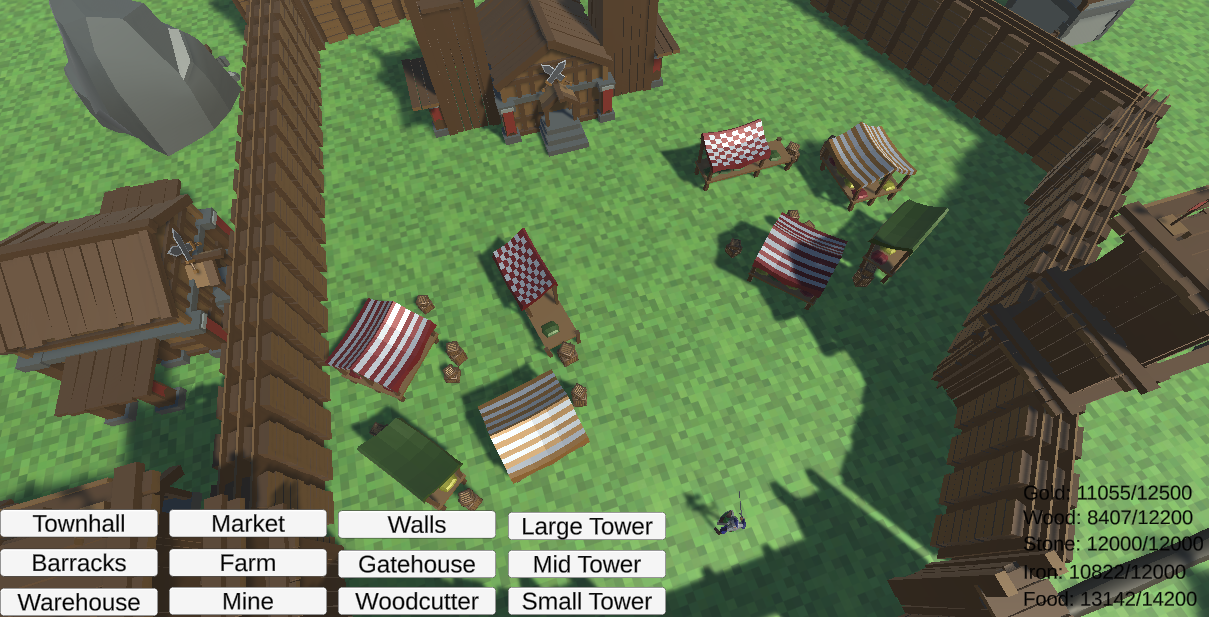 Townhall Market Walls Large Tower
Barracks Farm Gatehouse Mid Tower
Warehouse Mine Woodcutter Small Tower
Gold: 11055/12500
Wood: 8407/12200
Stone: 12000/12000
Iron: 10822/12000
Food: 13142/14200